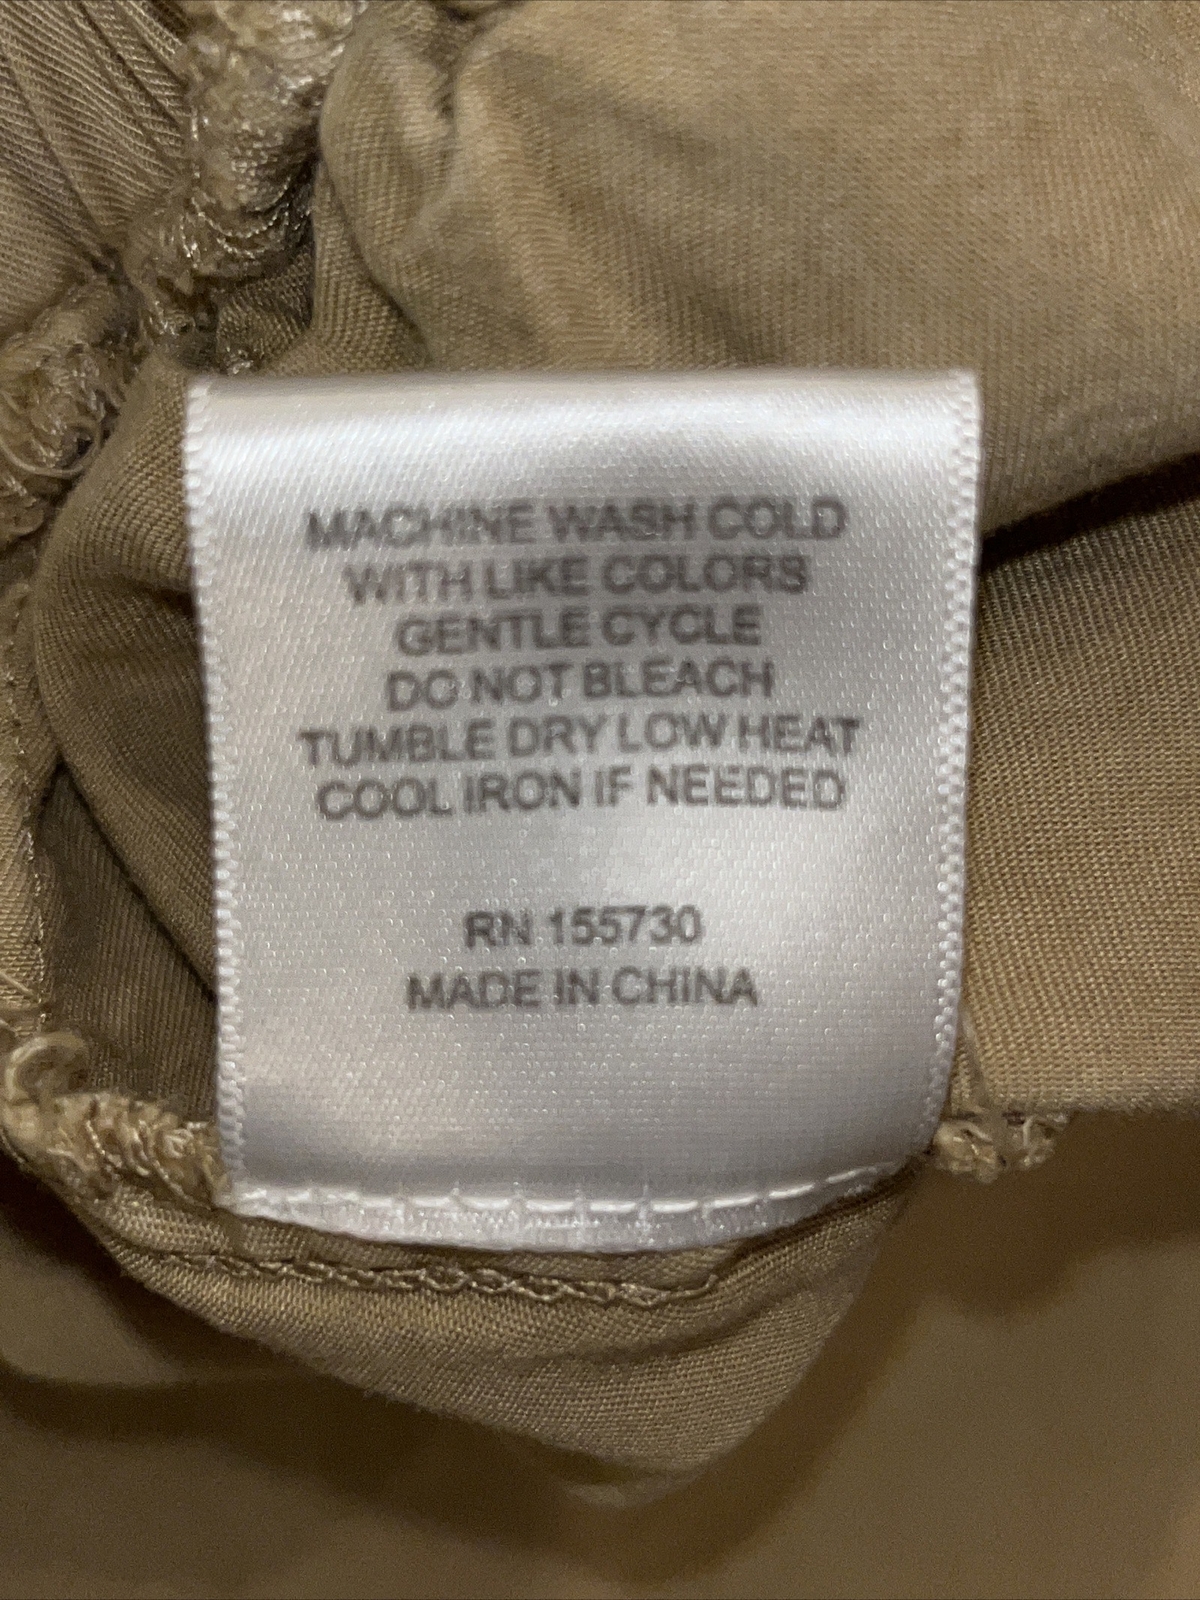 MACHINE WASH COLD
WITH LIKE COLORS
GENTLE CYCLE
DO NOT BLEACH
TUMBLE DRY LOW HEAT
COOL IRON IF NEEDED
RN 155730
MADE IN CHINA